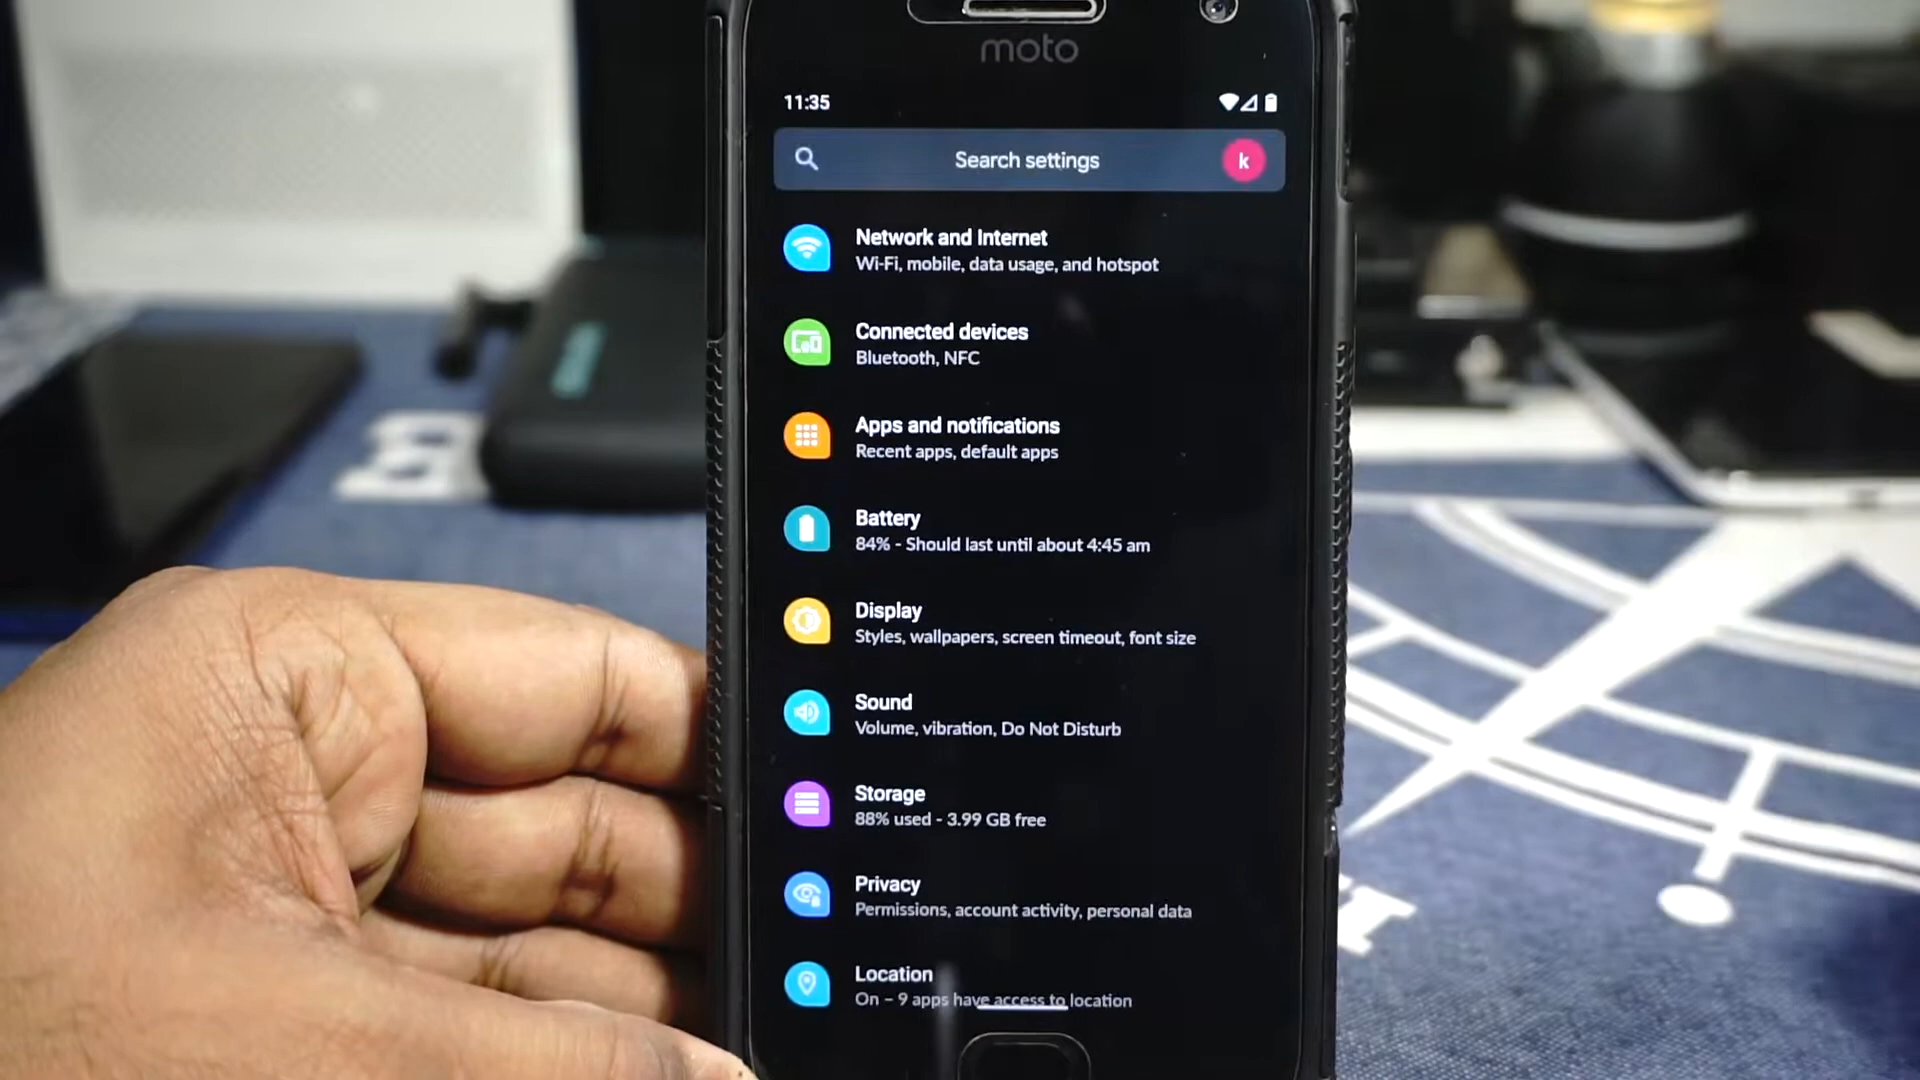 moto
11:35
Search settings
k
Network and Internet
Wi-Fi, mobile, data usage, and hotspot
Connected devices
Bluetooth, NFC
Apps and notifications
Recent apps, default apps
Battery
84% - Should last until about 4:45 am
Display
Styles, wallpapers, screen timeout, font size
Sound
Volume, vibration, Do Not Disturb
Storage
88% used - 3.99 GB free
Privacy
Permissions, account activity, personal data
Location
On – 9 apps have access to location